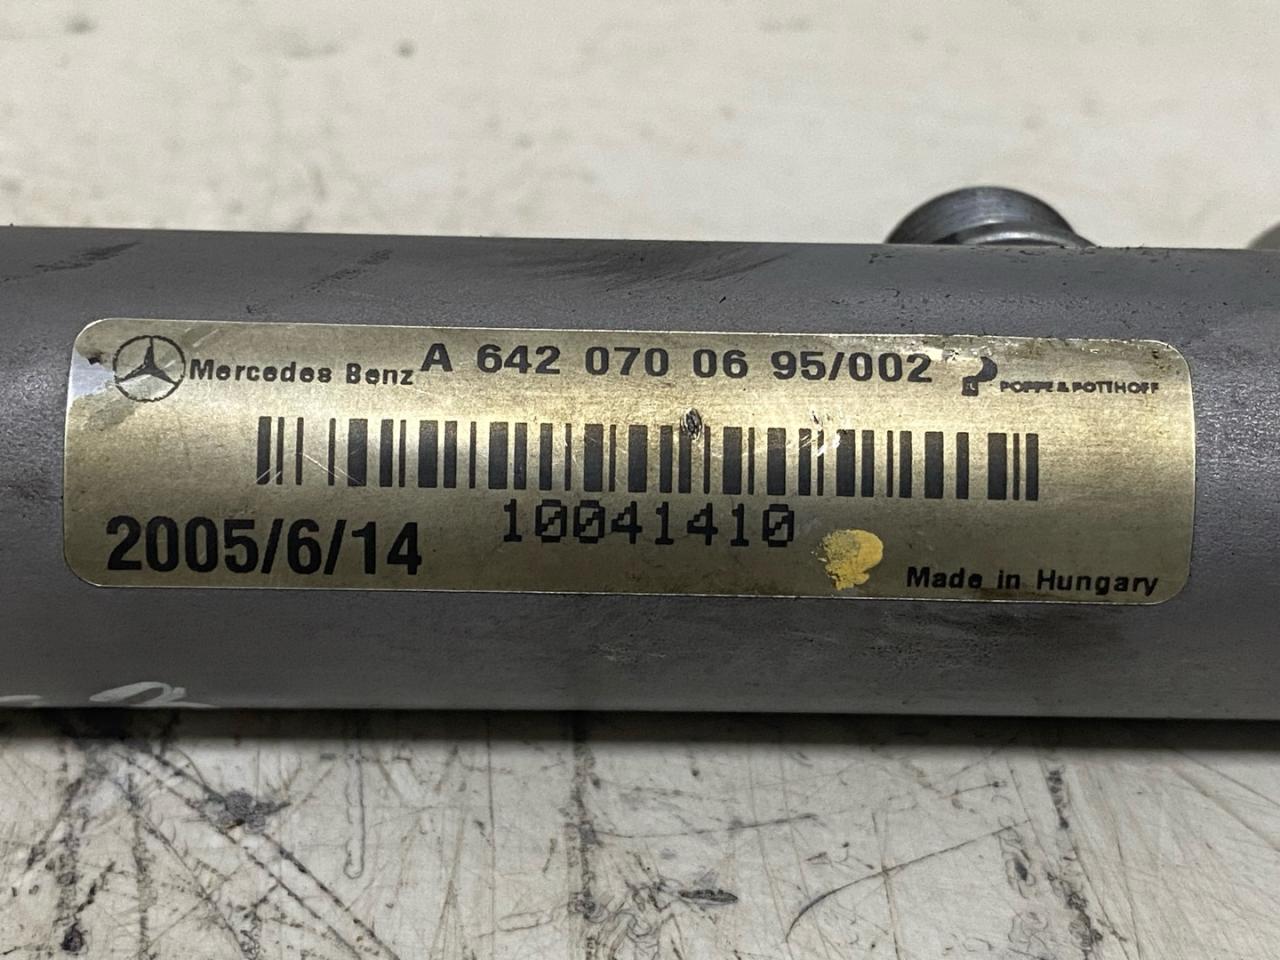 Mercedes Benz A 642 070 06 95/002 POPPE & POTTHOFF
10041410
2005/6/14
Made in Hungary